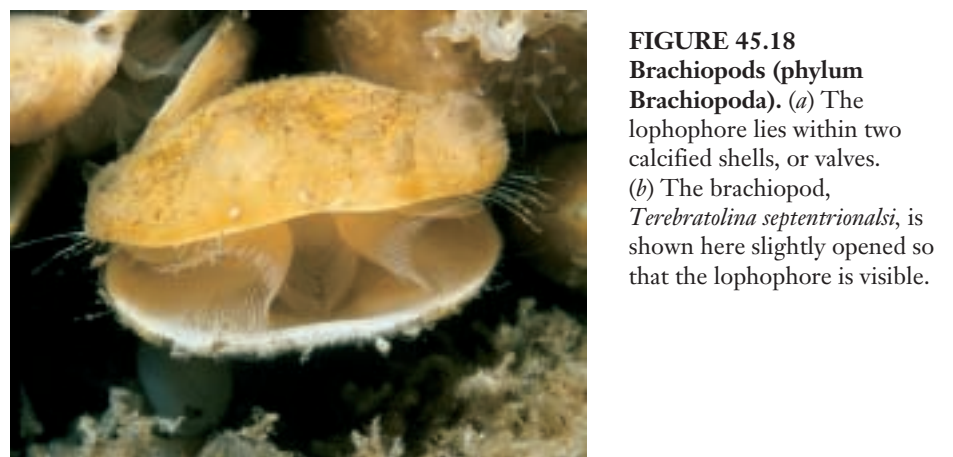 FIGURE 45.18
Brachiopods (phylum
Brachiopoda). (a) The
lophophore lies within two
calcified shells, or valves.
(b) The brachiopod,
Terebratolina septentrionalsi, is
shown here slightly opened so
that the lophophore is visible.